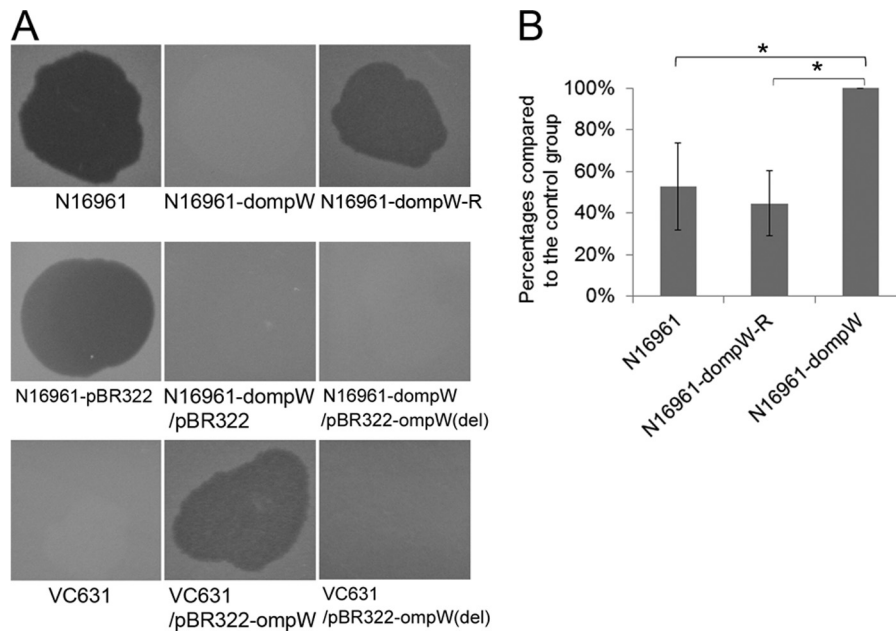 A
N16961
N16961-dompW
N16961-dompW-R
N16961-pBR322
N16961-dompW
/pBR322
N16961-dompW
/pBR322-ompW(del)
VC631
VC631
/pBR322-ompW
VC631
/pBR322-ompW(del)
B
*
*
Percentages compared
to the control group
100%
80%
60%
40%
20%
0%
N16961
N16961-dompW-R
N16961-dompW